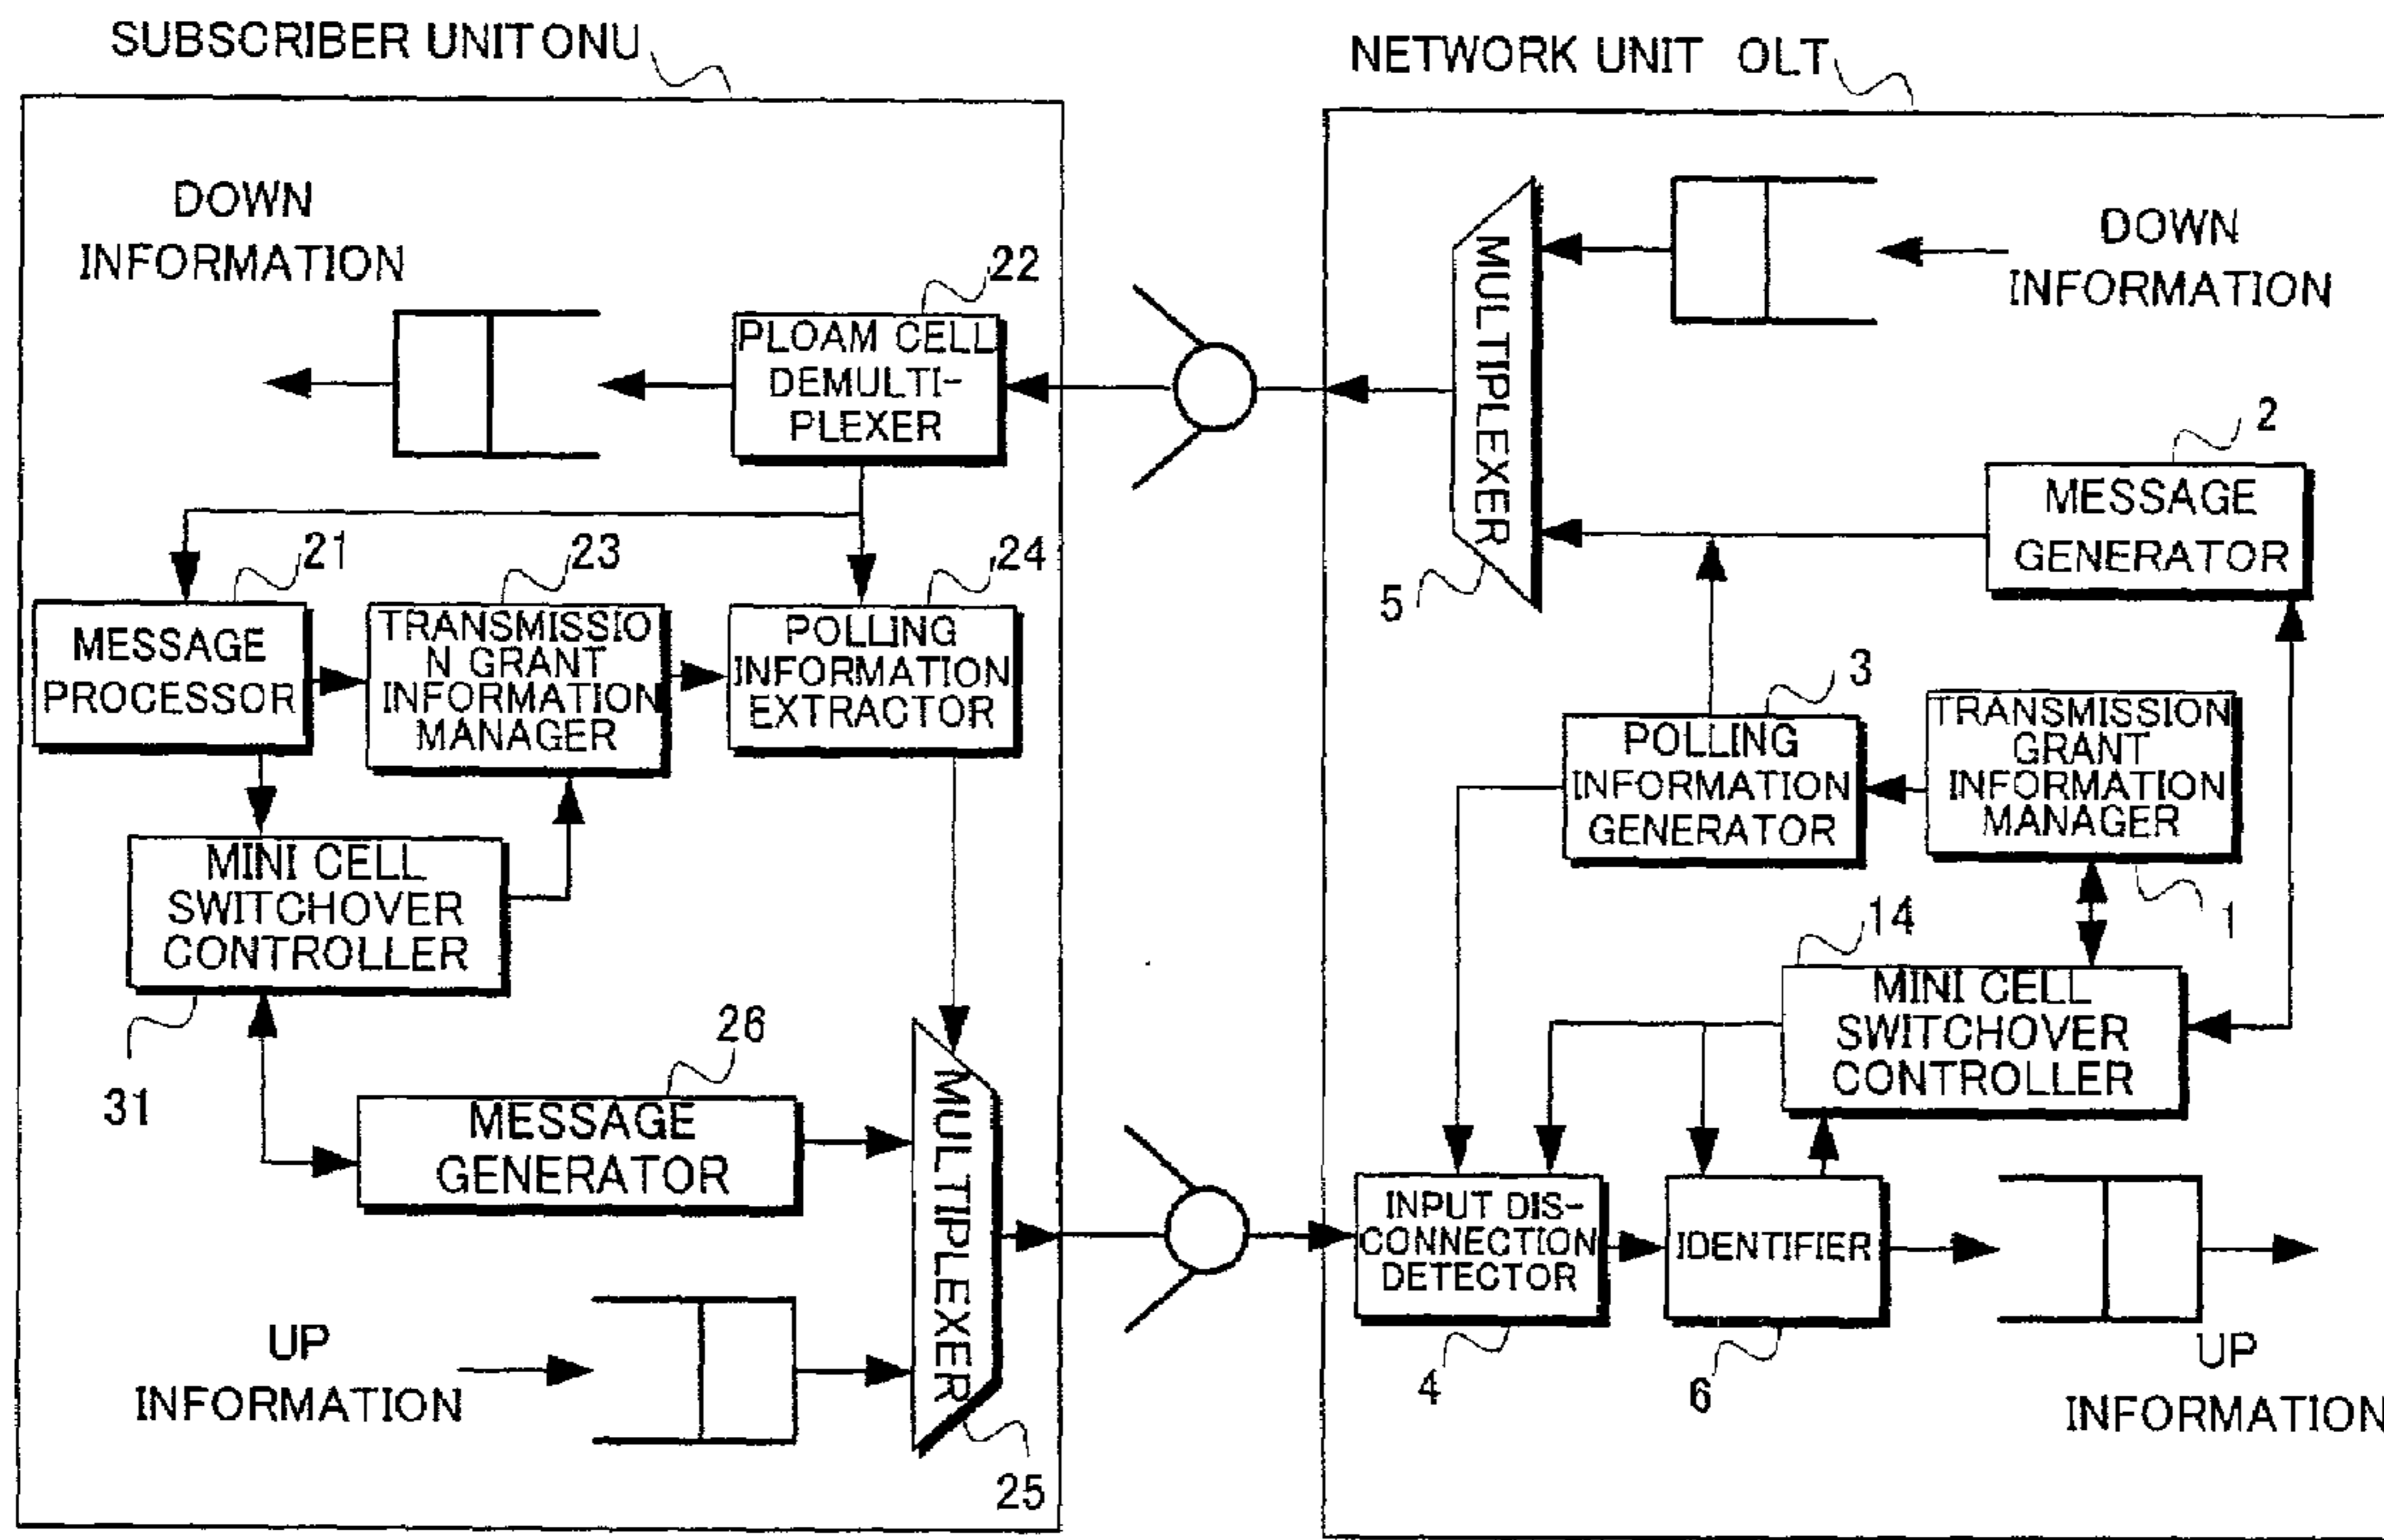 SUBSCRIBER UNIT ONU
DOWN
INFORMATION
22
PLOAM CELL
DEMULTI-
PLEXER
21
MESSAGE
PROCESSOR
23
TRANSMISSIO
N GRANT
INFORMATION
MANAGER
24
POLLING
INFORMATION
EXTRACTOR
MINI CELL
SWITCHOVER
CONTROLLER
31
26
MESSAGE
GENERATOR
MULTIPLEXER
25
UP
INFORMATION
NETWORK UNIT OLT
MULTIPLEXER
5
DOWN
INFORMATION
2
MESSAGE
GENERATOR
3
POLLING
INFORMATION
GENERATOR
TRANSMISSION
GRANT
INFORMATION
MANAGER
1
14
MINI CELL
SWITCHOVER
CONTROLLER
INPUT DIS-
CONNECTION
DETECTOR
4
IDENTIFIER
6
UP
INFORMATION